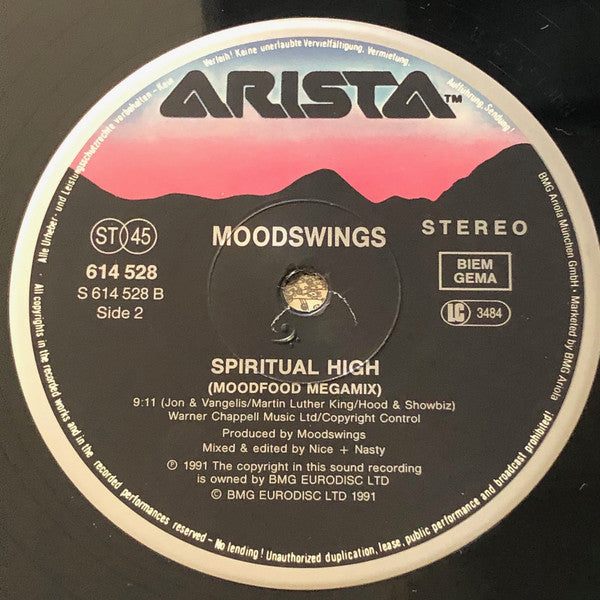 Alle Urheber- und Leistungsschutzrechte vorbehalten - Kein Verleih! Keine unerlaubte Vervielfältigung, Vermietung, Aufführung, Sendung!
ARISTA™
ST 45
MOODSWINGS
STEREO
614 528
S 614 528 B
Side 2
BIEM
GEMA
LC 3484
SPIRITUAL HIGH
(MOODFOOD MEGAMIX)
9:11 (Jon & Vangelis/Martin Luther King/Hood & Showbiz)
Warner Chappell Music Ltd/Copyright Control
Produced by Moodswings
Mixed & edited by Nice + Nasty
℗ 1991 The copyright in this sound recording
is owned by BMG EURODISC LTD
© BMG EURODISC LTD 1991
BMG Ariola München GmbH • Marketed by BMG Ariola
All copyrights in the recorded works and in the recorded performances reserved - No lending! Unauthorized duplication, lease, public performance and broadcast prohibited!